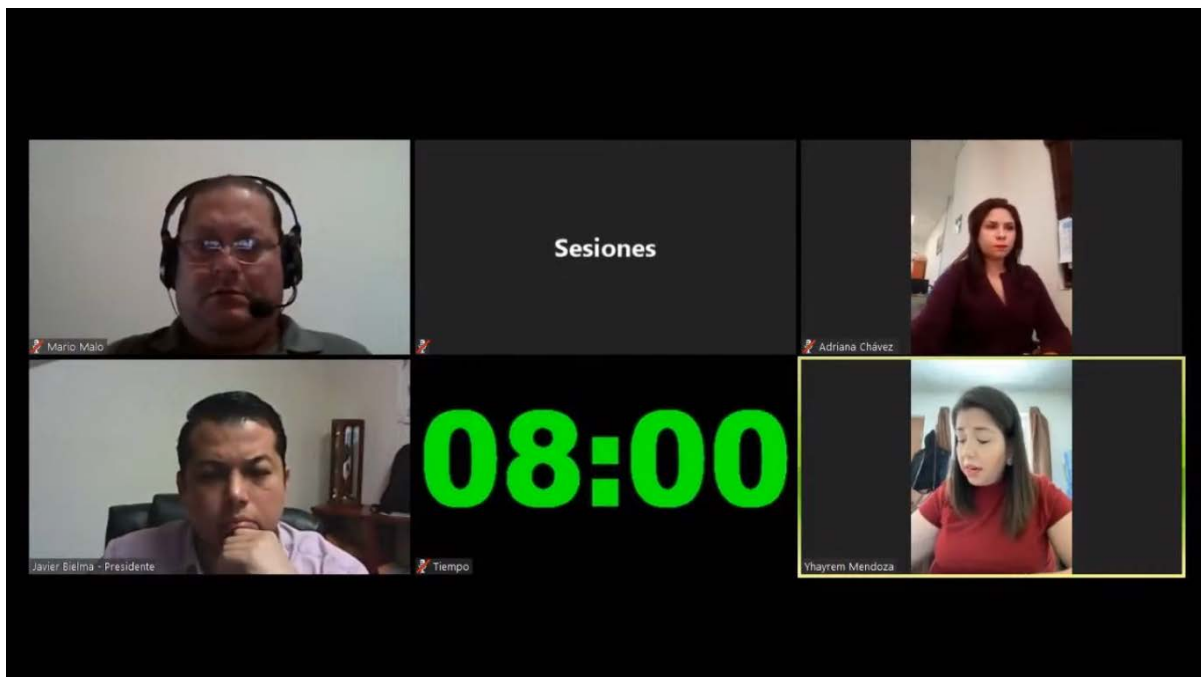 Sesiones
Mario Malo
Adriana Chávez
08:00
Javier Bielma - Presidente
Tiempo
Yhayrem Mendoza